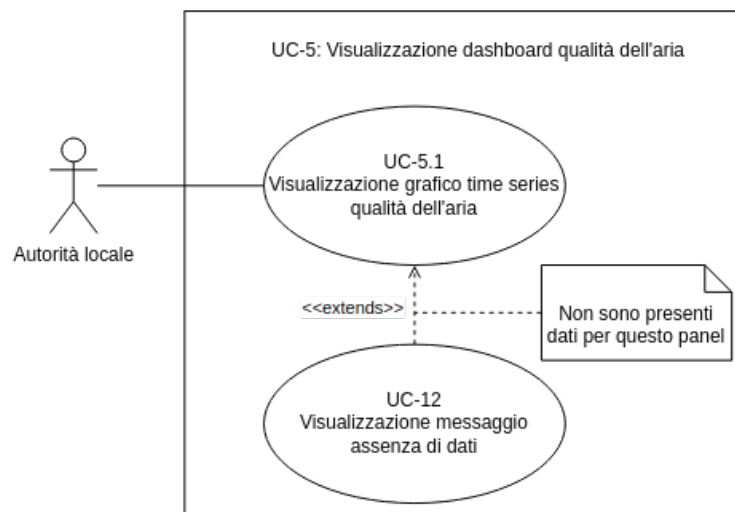 UC-5: Visualizzazione dashboard qualità dell'aria
UC-5.1
Visualizzazione grafico time series
qualità dell'aria
Autorità locale
<<extends>>
Non sono presenti
dati per questo panel
UC-12
Visualizzazione messaggio
assenza di dati